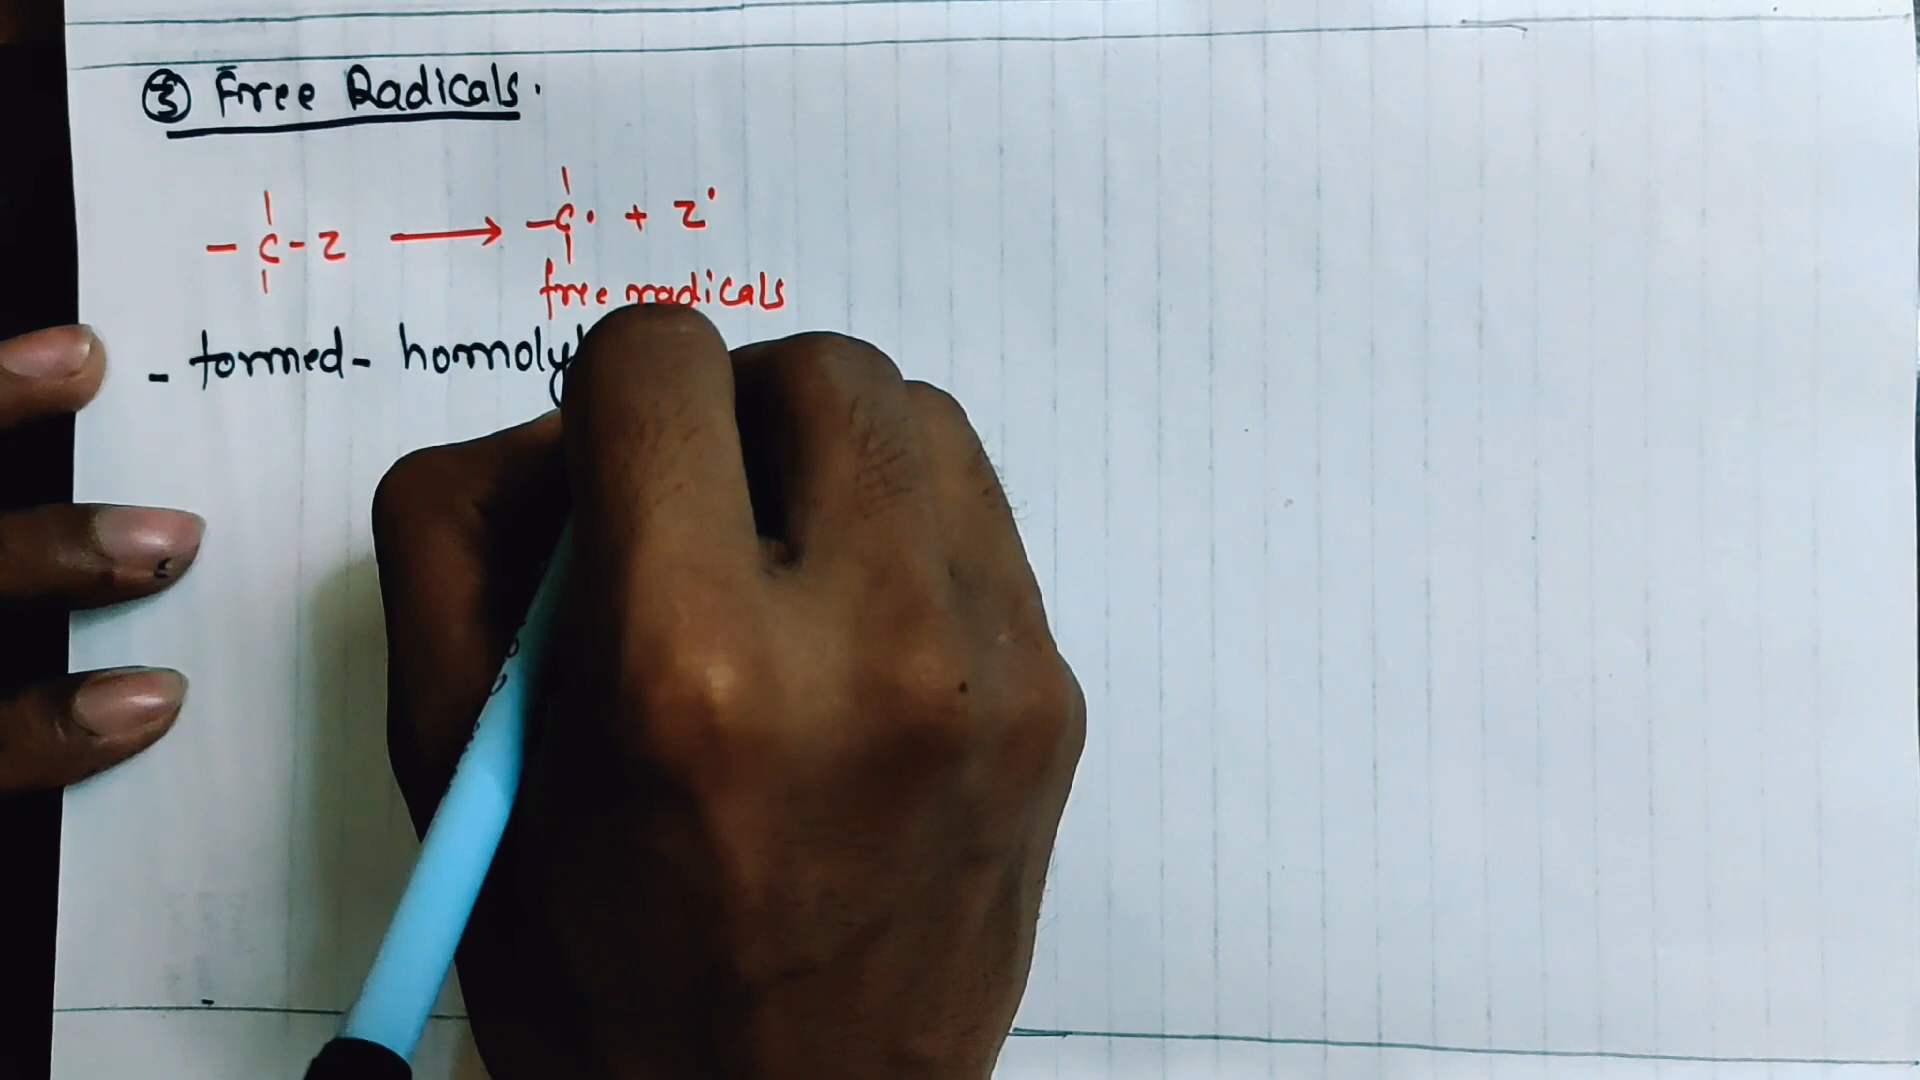 ③ Free Radicals.
- C - Z → - C • + Z•
free radicals
- formed - homoly